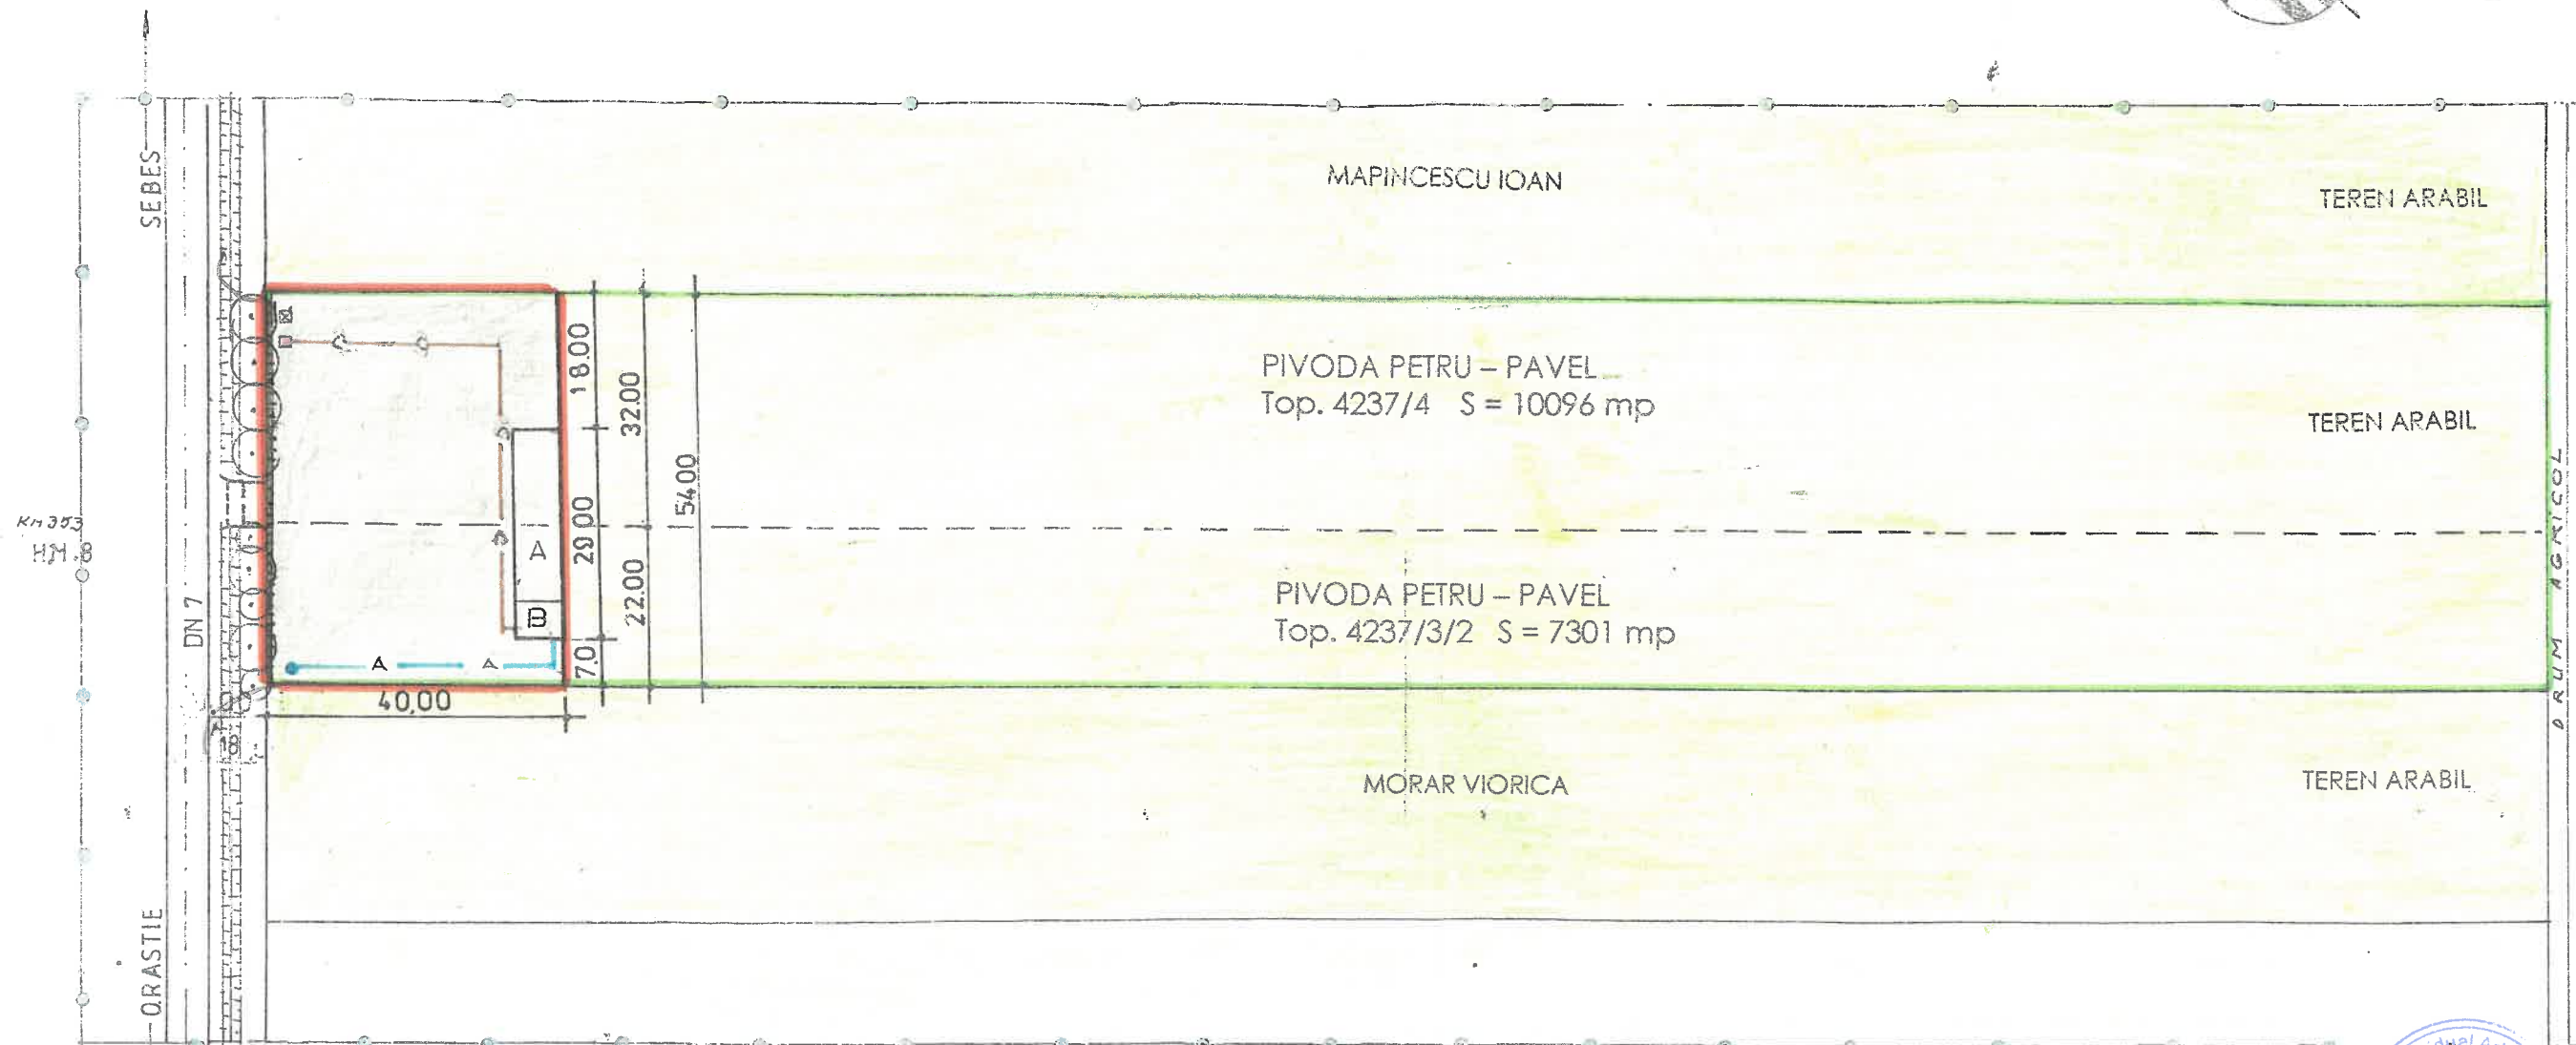 SEBES
MAPINCESCU IOAN
TEREN ARABIL
PIVODA PETRU – PAVEL
Top. 4237/4 S = 10096 mp
TEREN ARABIL
18.00
32.00
54.00
29.00
22.00
7.0
40,00
KM 353
HM.8
A
B
A
A
DN 7
PIVODA PETRU – PAVEL
Top. 4237/3/2 S = 7301 mp
DRUM AGRICOL
MORAR VIORICA
TEREN ARABIL
ORASTIE